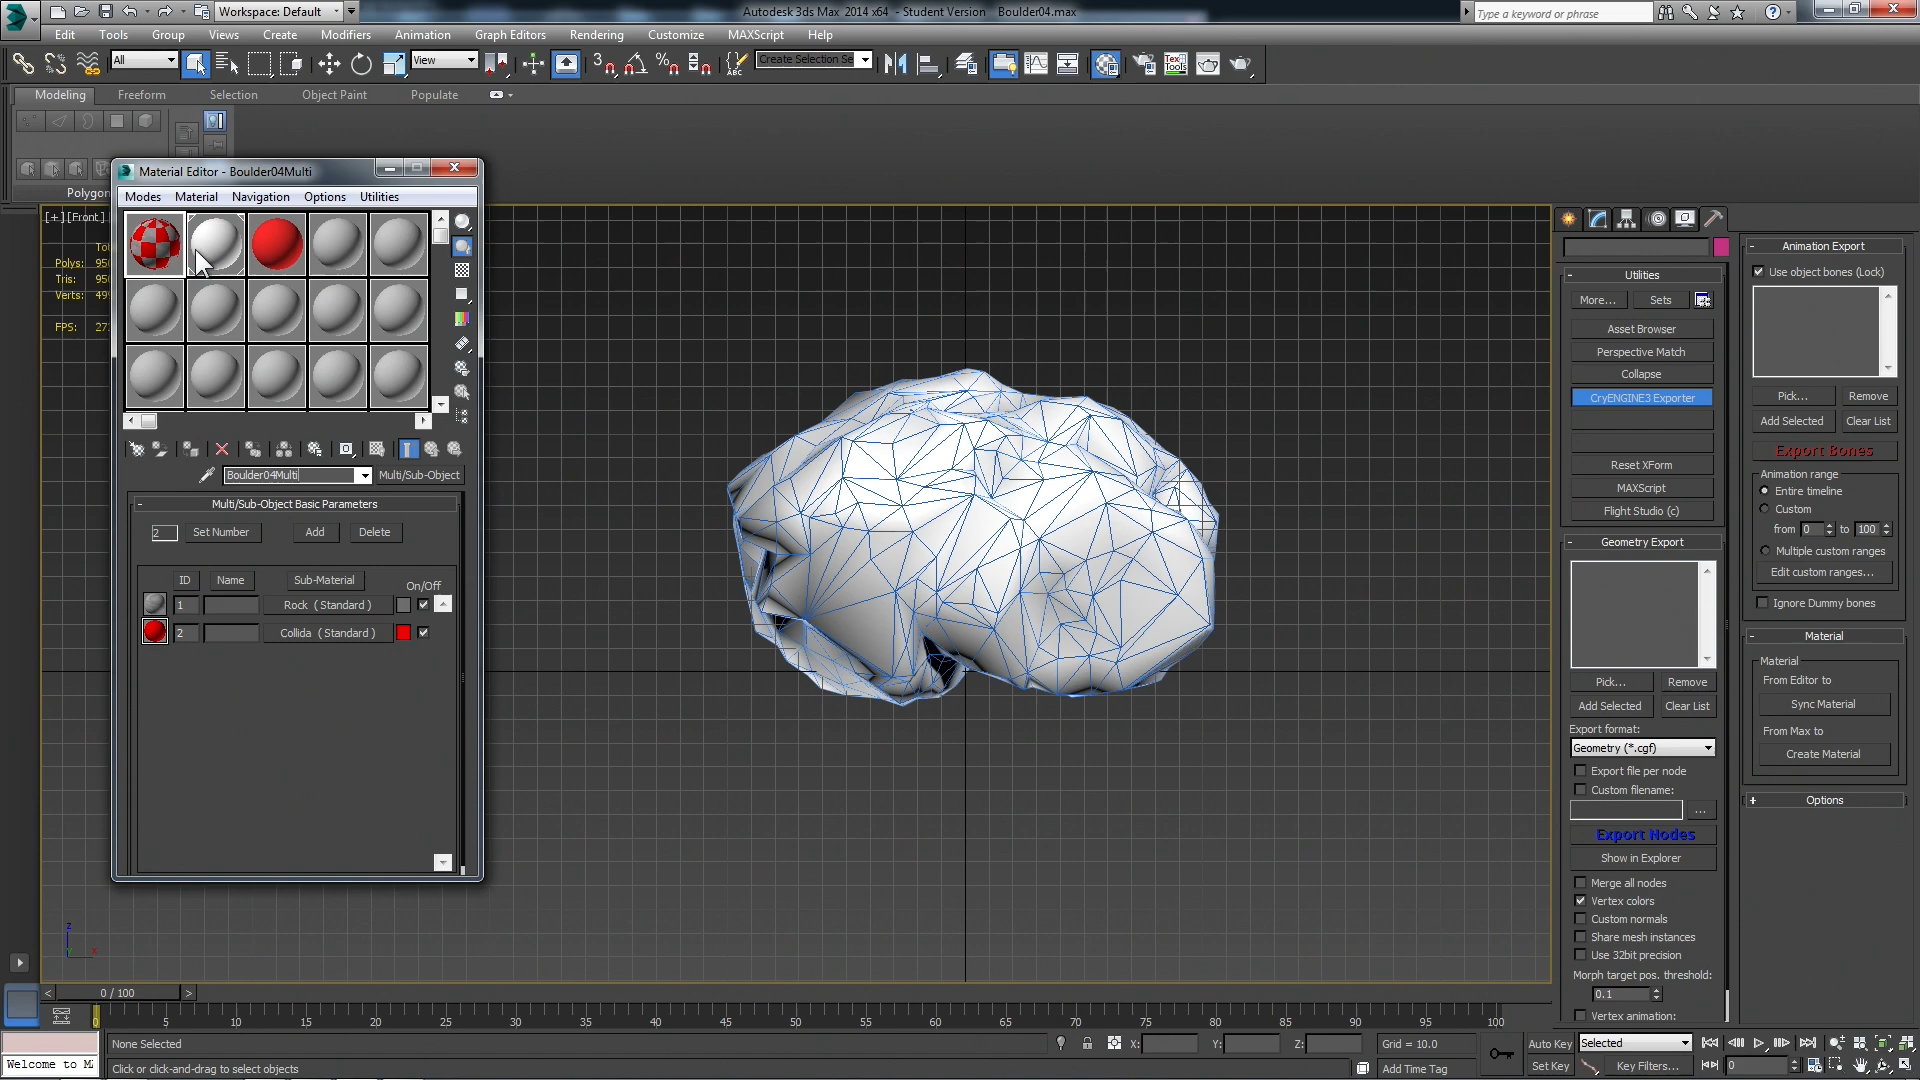 Workspace: Default
Autodesk 3ds Max 2014 x64 - Student Version Boulder04.max
Type a keyword or phrase
Edit Tools Group Views Create Modifiers Animation Graph Editors Rendering Customize MAXScript Help
All View Create Selection Se
Modeling Freeform Selection Object Paint Populate
Polygon
Material Editor - Boulder04Multi
Modes Material Navigation Options Utilities
[+][Front]
Polys: 950
Tris: 950
Verts:
FPS:
Boulder04Multi Multi/Sub-Object
- Multi/Sub-Object Basic Parameters
2 Set Number Add Delete
ID Name Sub-Material On/Off
1 Rock ( Standard )
2 Collida ( Standard )
z
x
- Utilities
More... Sets
Asset Browser
Perspective Match
Collapse
CryENGINE3 Exporter
Reset XForm
MAXScript
Flight Studio (c)
- Geometry Export
Pick... Remove
Add Selected Clear List
Export format:
Geometry (*.cgf)
Export file per node
Custom filename:
...
Export Nodes
Show in Explorer
Merge all nodes
Vertex colors
Custom normals
Share mesh instances
Use 32bit precision
Morph target pos. threshold:
0.1
Vertex animation:
- Animation Export
Use object bones (Lock)
Pick... Remove
Add Selected Clear List
Export Bones
Animation range
Entire timeline
Custom
from 0 to 100
Multiple custom ranges
Edit custom ranges...
Ignore Dummy bones
- Material
Material
From Editor to
Sync Material
From Max to
Create Material
+ Options
< 0 / 100 >
0 5 10 15 20 25 30 35 40 45 50 55 60 65 70 75 80 85 90 95 100
None Selected X: Y: Z: Grid = 10.0 Auto Key Selected
Welcome to M Click or click-and-drag to select objects Add Time Tag Set Key Key Filters... 0